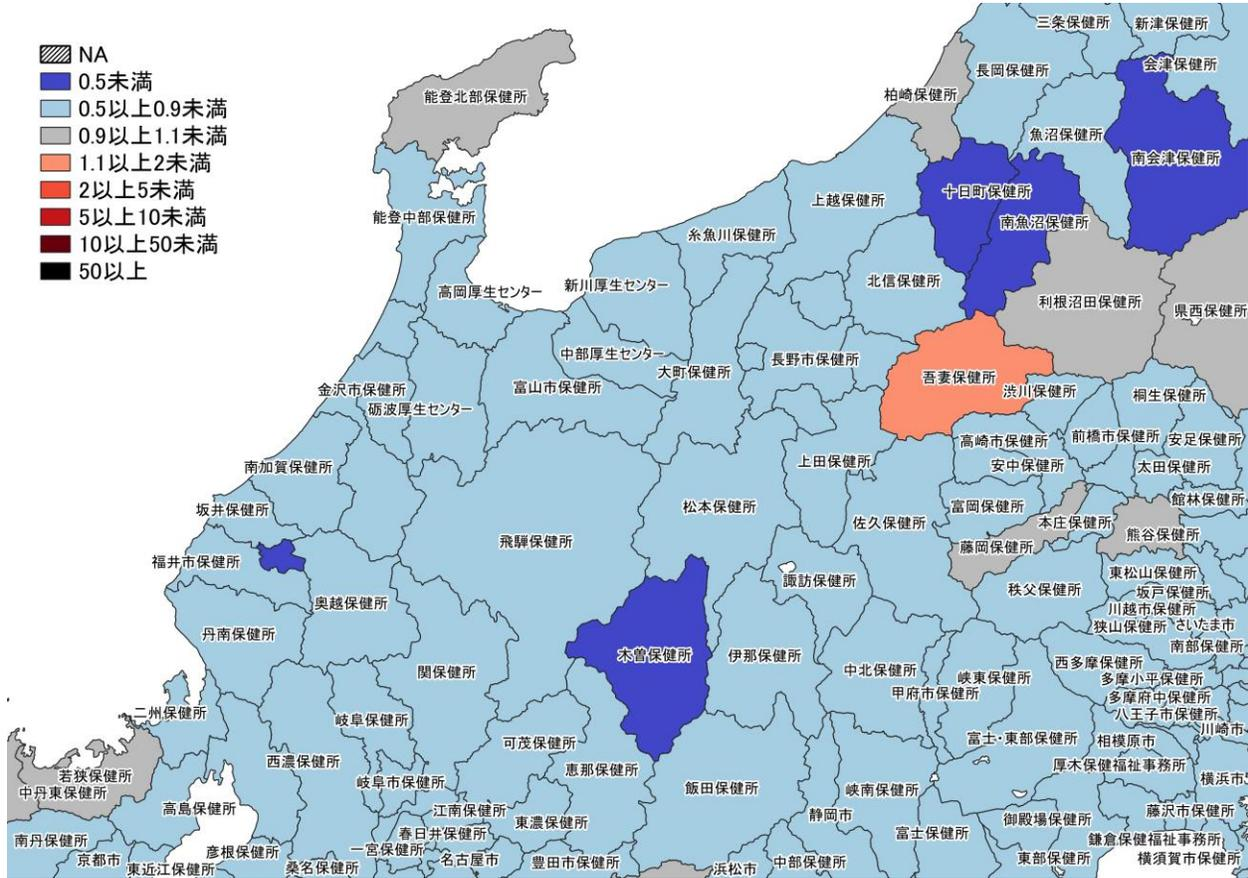 NA
0.5未満
0.5以上0.9未満
0.9以上1.1未満
1.1以上2未満
2以上5未満
5以上10未満
10以上50未満
50以上
三条保健所
新津保健所
長岡保健所
会津保健所
能登北部保健所
柏崎保健所
魚沼保健所
南会津保健所
十日町保健所
上越保健所
能登中部保健所
南魚沼保健所
糸魚川保健所
新川厚生センター
北信保健所
高岡厚生センター
利根沼田保健所
県西保健所
中部厚生センター
長野市保健所
大町保健所
吾妻保健所
金沢市保健所
富山市保健所
渋川保健所
桐生保健所
砺波厚生センター
高崎市保健所
前橋市保健所
安足保健所
南加賀保健所
上田保健所
安中保健所
太田保健所
坂井保健所
松本保健所
富岡保健所
館林保健所
佐久保健所
本庄保健所
熊谷保健所
飛騨保健所
藤岡保健所
福井市保健所
東松山保健所
諏訪保健所
秩父保健所
坂戸保健所
奥越保健所
川越市保健所
丹南保健所
狭山保健所
さいたま市
南部保健所
木曽保健所
伊那保健所
西多摩保健所
関保健所
中北保健所
峡東保健所
多摩小平保健所
甲府市保健所
多摩府中保健所
二州保健所
岐阜保健所
八王子市保健所
川崎市
可茂保健所
富士・東部保健所
相模原市
西濃保健所
恵那保健所
厚木保健福祉事務所
若狭保健所
岐阜市保健所
横浜市
中丹東保健所
飯田保健所
峡南保健所
高島保健所
江南保健所
静岡市
藤沢市保健所
東濃保健所
御殿場保健所
南丹保健所
春日井保健所
富士保健所
鎌倉保健福祉事務所
京都市
彦根保健所
一宮保健所
名古屋市
豊田市保健所
中部保健所
東部保健所
横須賀市保健所
東近江保健所
桑名保健所
浜松市